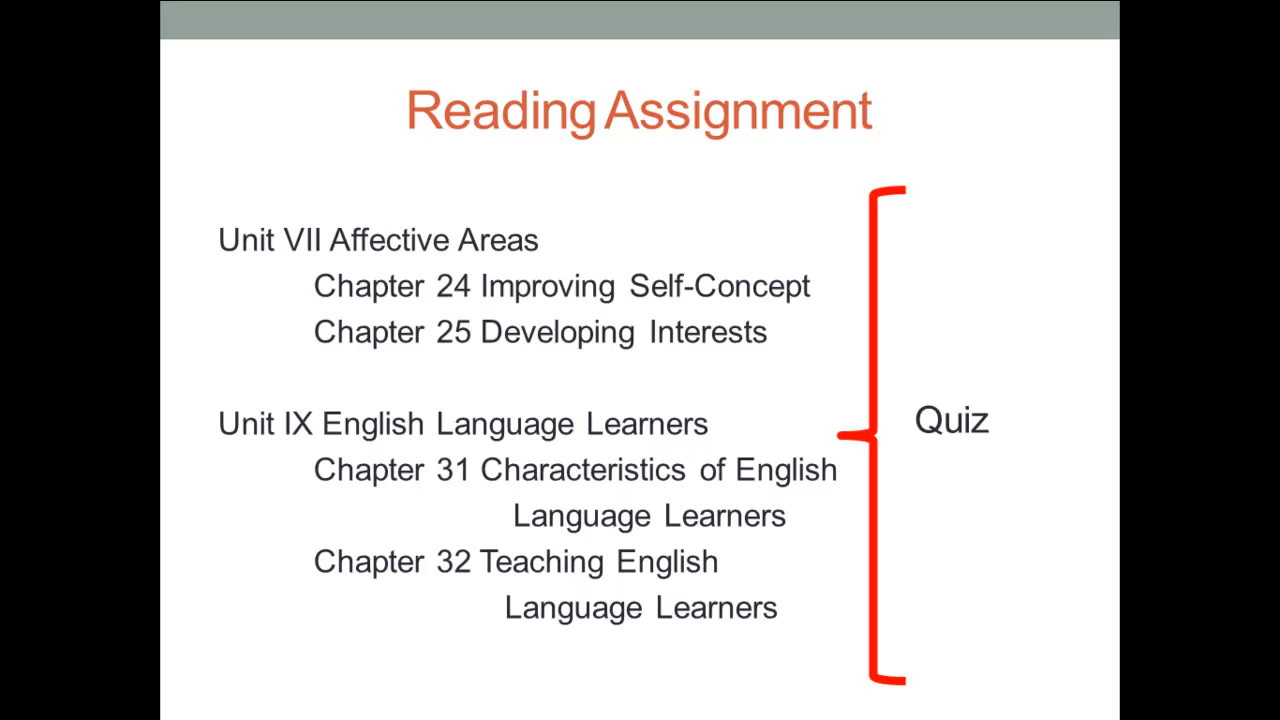 Reading Assignment
Unit VII Affective Areas
Chapter 24 Improving Self-Concept
Chapter 25 Developing Interests
Unit IX English Language Learners
Chapter 31 Characteristics of English
Language Learners
Chapter 32 Teaching English
Language Learners
Quiz